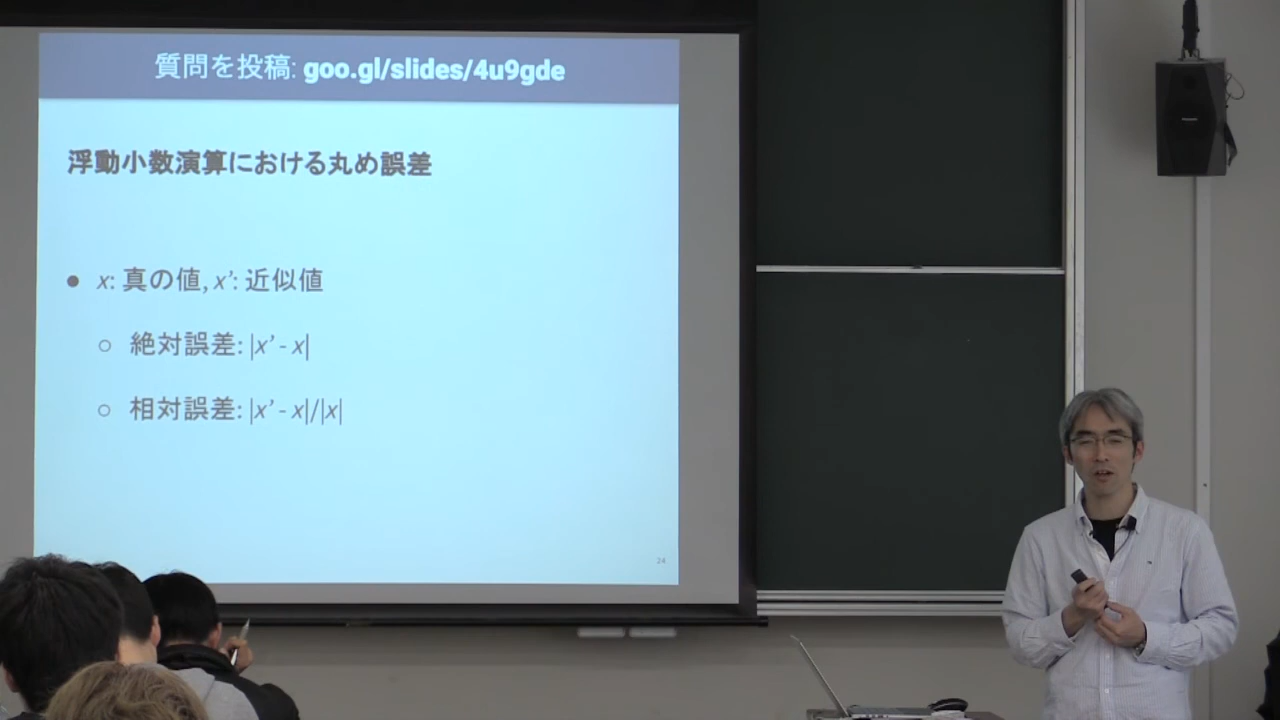 質問を投稿: goo.gl/slides/4u9gde
浮動小数演算における丸め誤差
● x: 真の値, x’: 近似値
○ 絶対誤差: |x’ - x|
○ 相対誤差: |x’ - x|/|x|
24